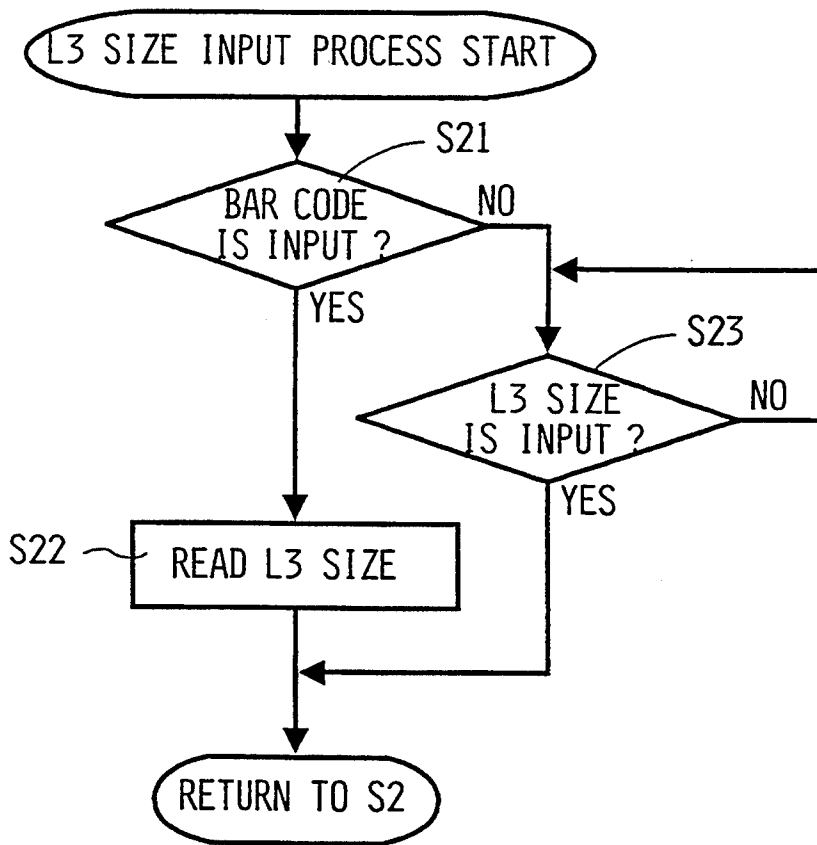 L3 SIZE INPUT PROCESS START
S21
BAR CODE
IS INPUT ?
NO
YES
S23
L3 SIZE
IS INPUT ?
NO
YES
S22
READ L3 SIZE
RETURN TO S2